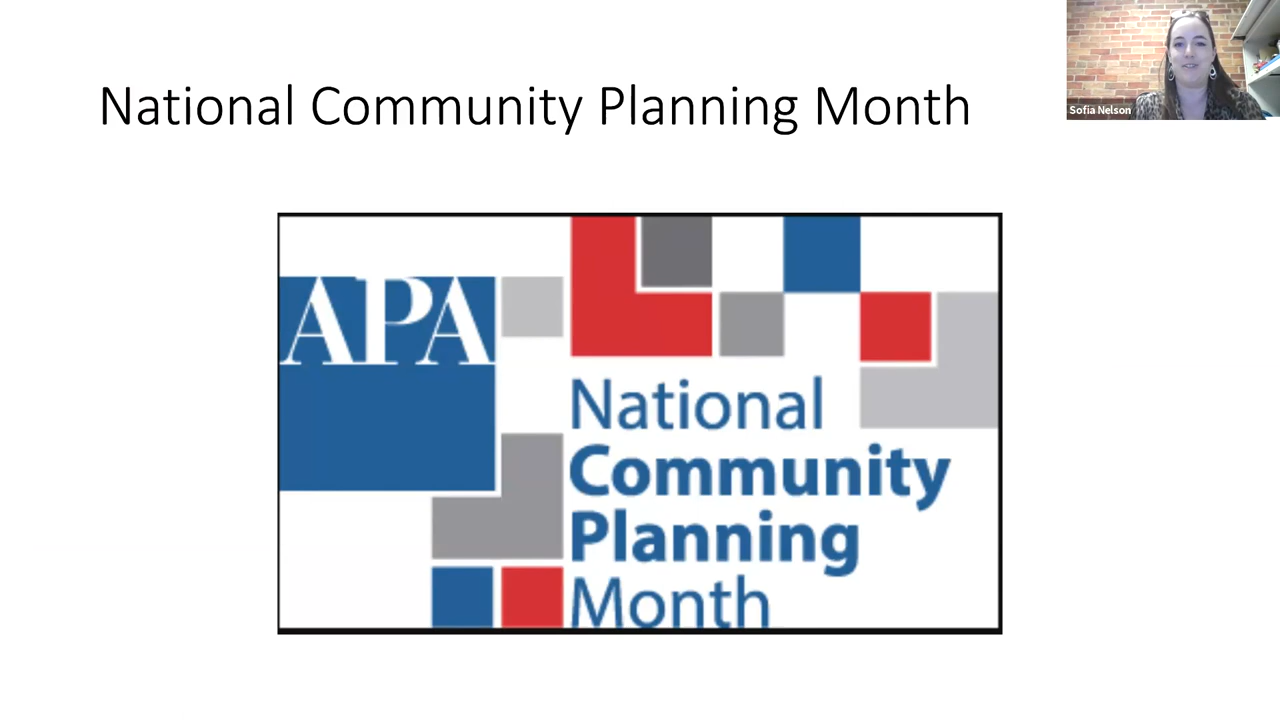 National Community Planning Month
Sofia Nelson
APA
National
Community
Planning
Month